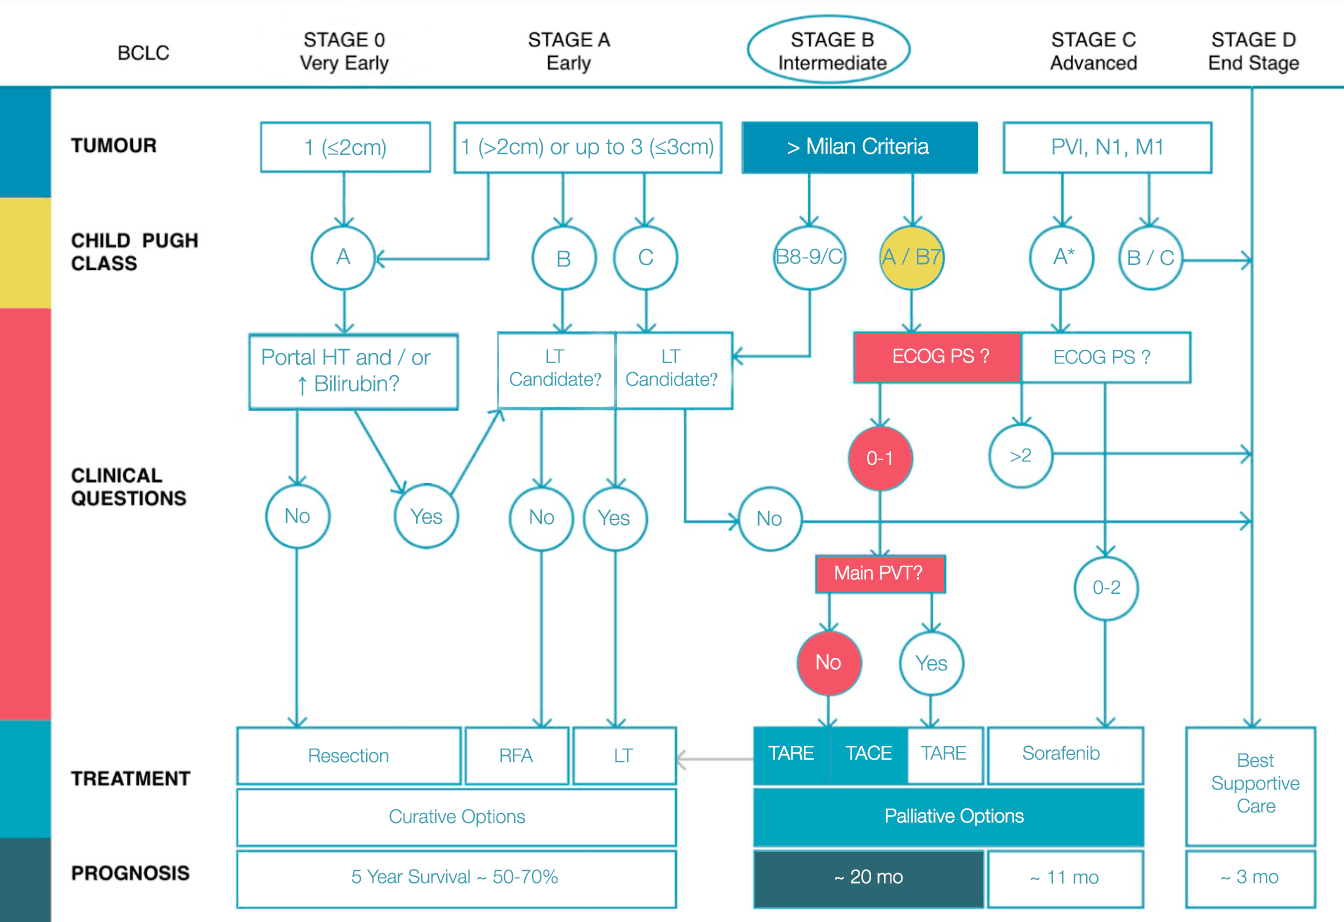 BCLC
STAGE 0
Very Early
STAGE A
Early
STAGE B
Intermediate
STAGE C
Advanced
STAGE D
End Stage
TUMOUR
1 (≤2cm)
1 (>2cm) or up to 3 (≤3cm)
> Milan Criteria
PVI, N1, M1
CHILD PUGH
CLASS
A
B
C
B8-9/C
A / B7
A*
B / C
CLINICAL
QUESTIONS
Portal HT and / or
↑ Bilirubin?
LT
Candidate?
LT
Candidate?
ECOG PS ?
ECOG PS ?
0-1
>2
No
Yes
No
Yes
No
Main PVT?
0-2
No
Yes
TREATMENT
Resection
RFA
LT
TARE
TACE
TARE
Sorafenib
Best
Supportive
Care
Curative Options
Palliative Options
PROGNOSIS
5 Year Survival ~ 50-70%
~ 20 mo
~ 11 mo
~ 3 mo